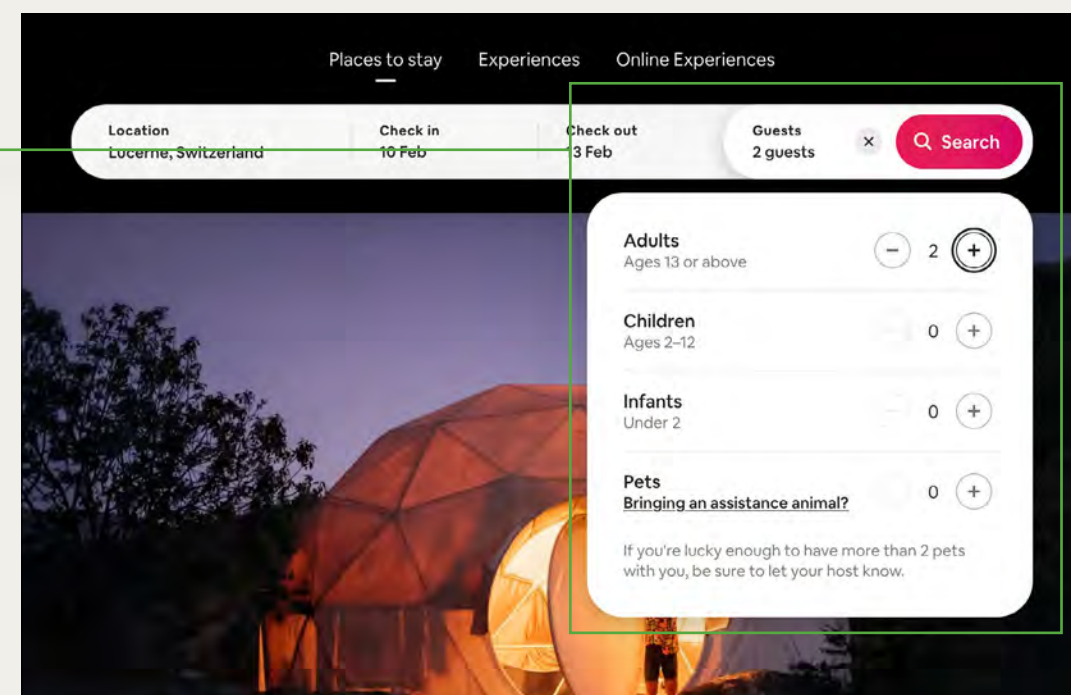 Places to stay Experiences Online Experiences
Location Check in Check out Guests
Lucerne, Switzerland 10 Feb 13 Feb 2 guests × Search
Adults
Ages 13 or above
− 2 +
Children
Ages 2–12
0 +
Infants
Under 2
0 +
Pets
Bringing an assistance animal?
0 +
If you're lucky enough to have more than 2 pets
with you, be sure to let your host know.